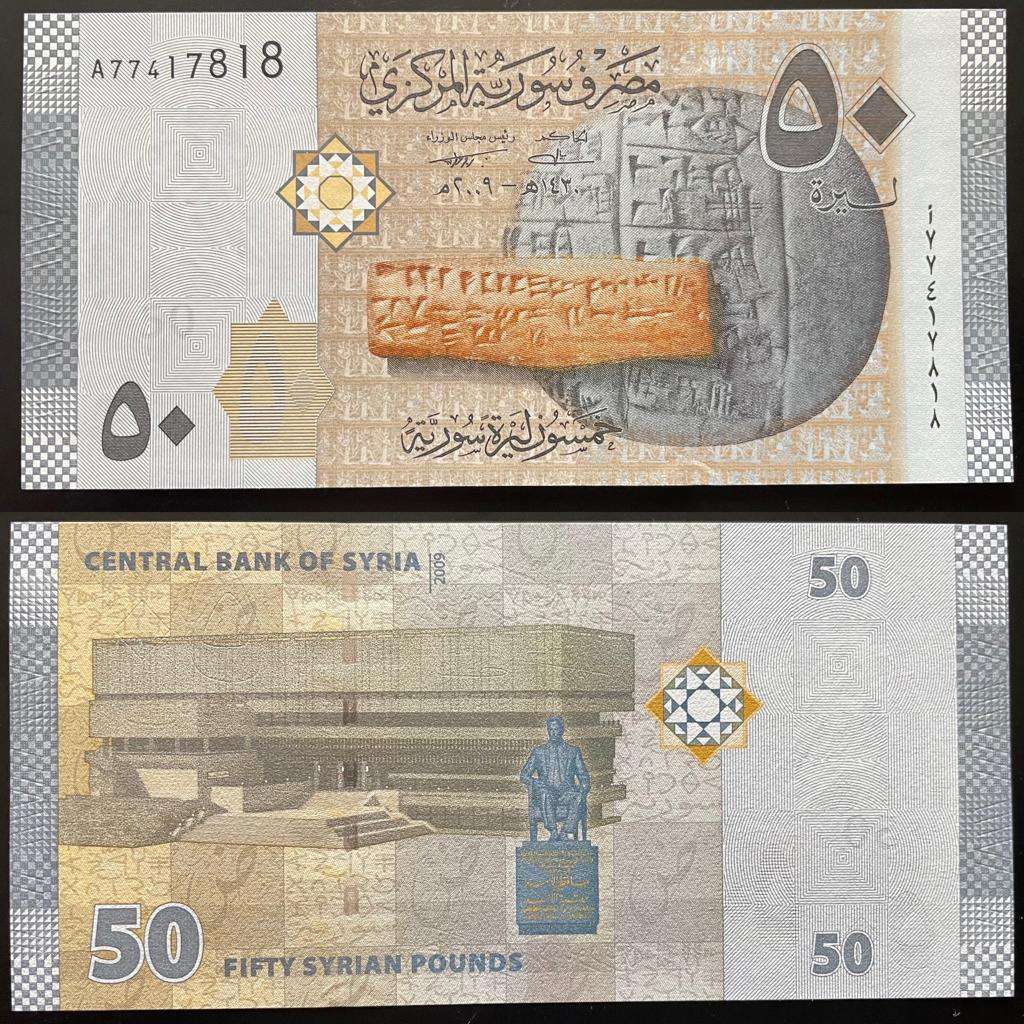 A77417818
مصرف سورية المركزي
٥٠
الحاكم رئيس مجلس الوزراء
١٤٣٠هـ - ٢٠٠٩م
ليرة
أ٧٧٤١٧٨١٨
٥٠
خمسون ليرة سورية
CENTRAL BANK OF SYRIA
2009
50
50
FIFTY SYRIAN POUNDS
50